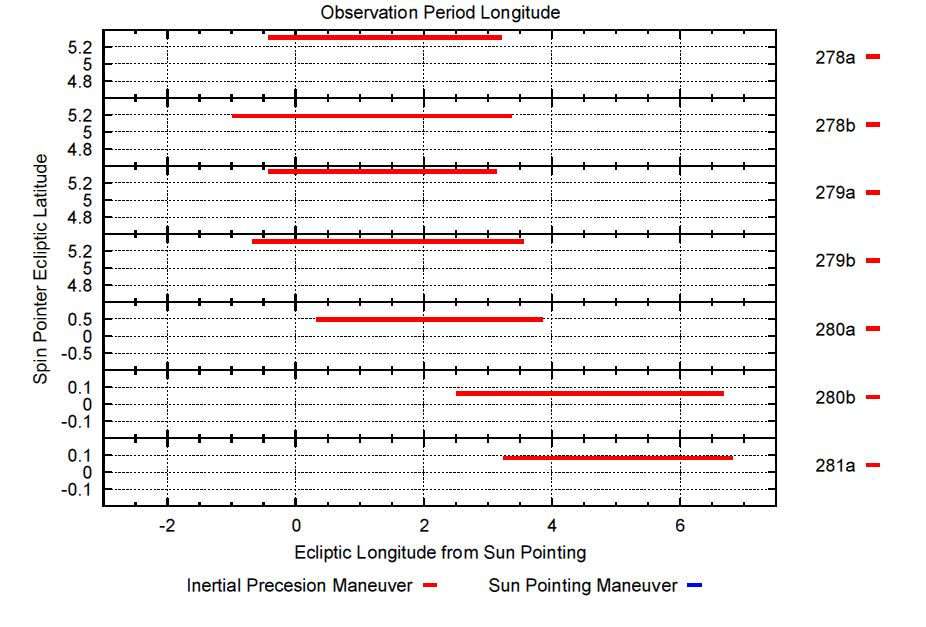 Observation Period Longitude
5.2
5
4.8
278a
5.2
5
4.8
278b
5.2
5
4.8
279a
5.2
5
4.8
279b
0.5
0
-0.5
280a
0.1
0
-0.1
280b
0.1
0
-0.1
281a
Spin Pointer Ecliptic Latitude
-2 0 2 4 6
Ecliptic Longitude from Sun Pointing
Inertial Precesion Maneuver Sun Pointing Maneuver